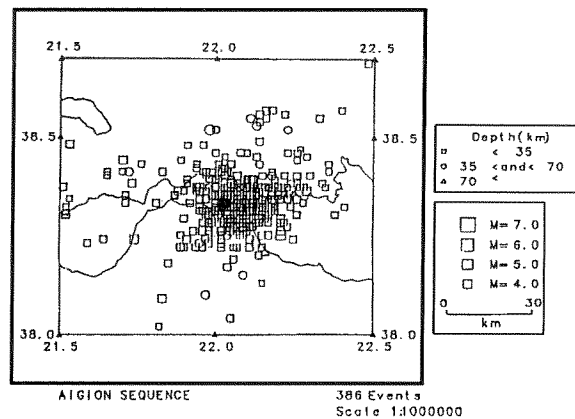 21.5 22.0 22.5
38.5 38.5
38.0 38.0
21.5 22.0 22.5
AIGION SEQUENCE 386 Events
Scale 1:1000000
Depth(km)
< 35
35 <and< 70
70 <
M= 7.0
M= 6.0
M= 5.0
M= 4.0
0 30
km